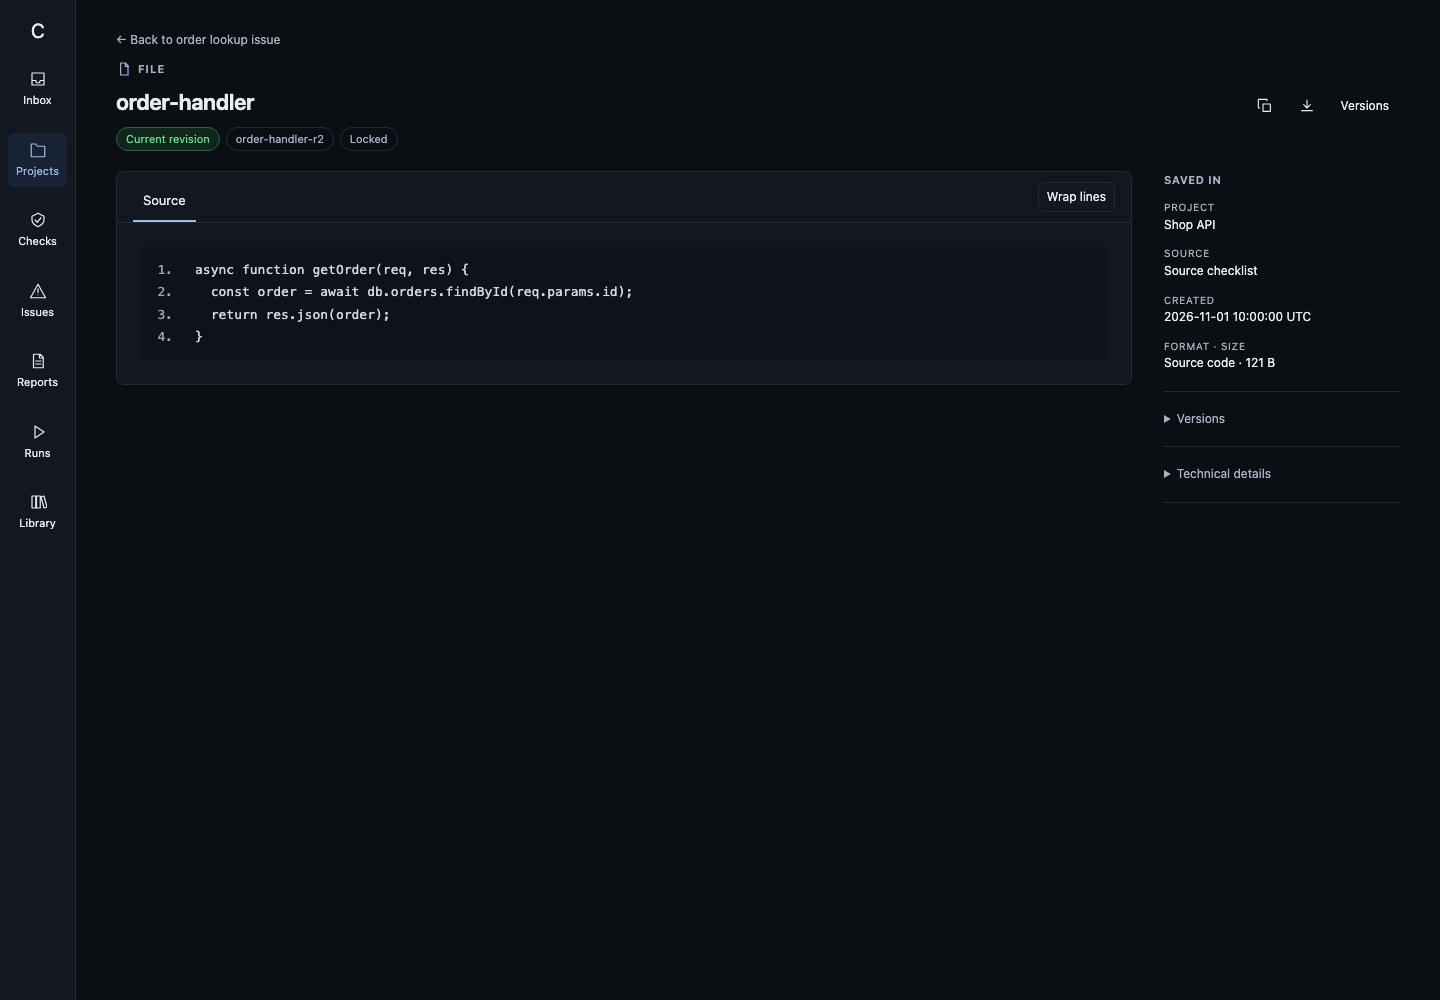 C
Inbox
Projects
Checks
Issues
Reports
Runs
Library
← Back to order lookup issue
FILE
order-handler
Current revision
order-handler-r2
Locked
Versions
Source
Wrap lines
1. async function getOrder(req, res) {
2.   const order = await db.orders.findById(req.params.id);
3.   return res.json(order);
4. }
SAVED IN
PROJECT
Shop API
SOURCE
Source checklist
CREATED
2026-11-01 10:00:00 UTC
FORMAT · SIZE
Source code · 121 B
Versions
Technical details